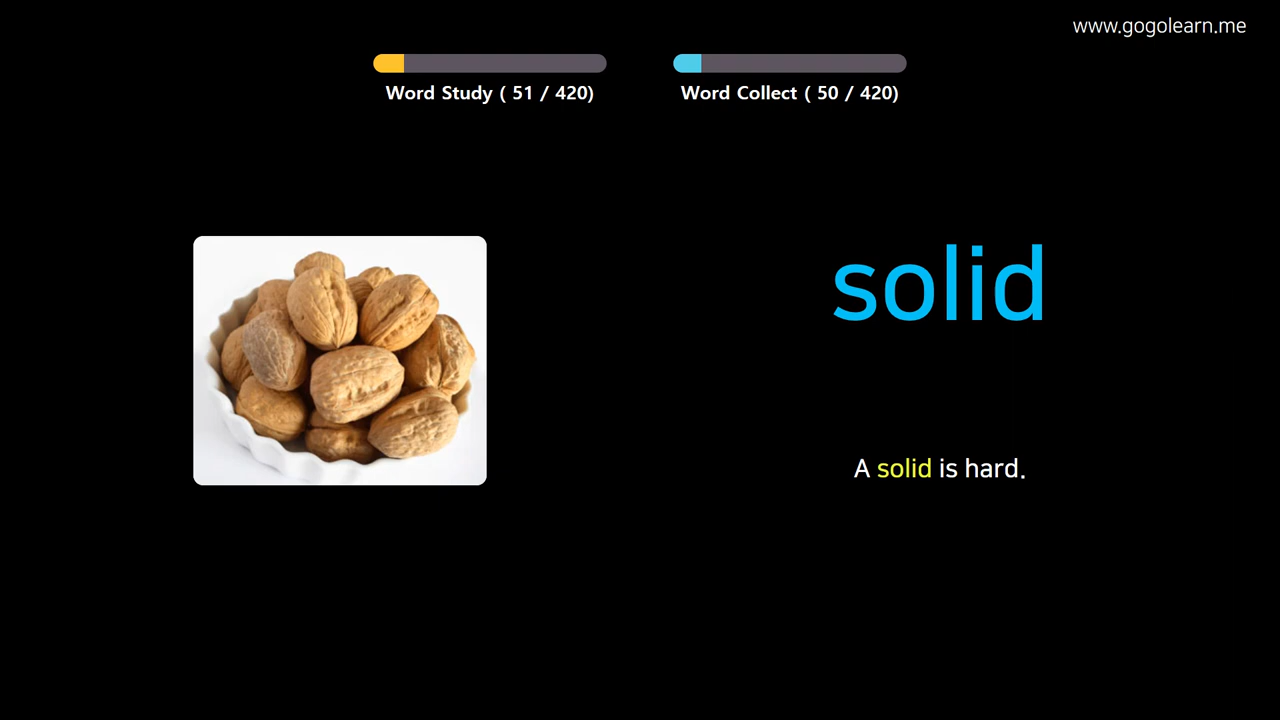 www.gogolearn.me
Word Study ( 51 / 420)
Word Collect ( 50 / 420)
solid
A solid is hard.